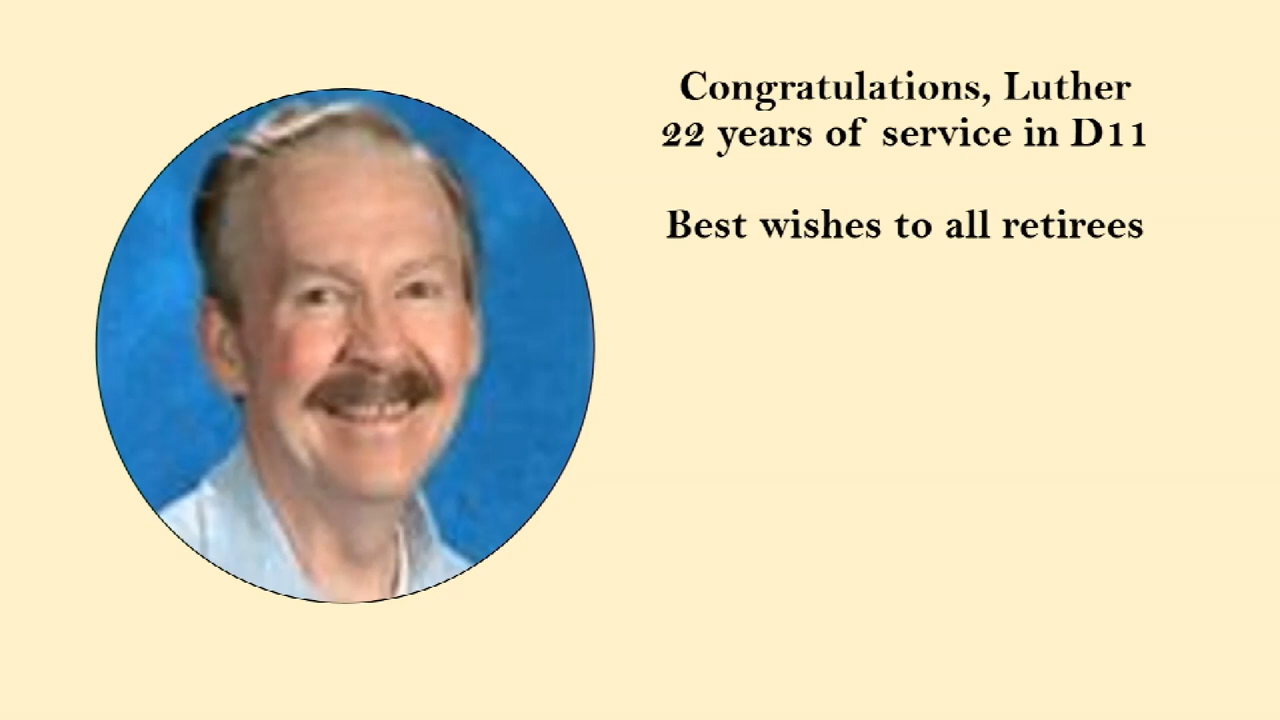 Congratulations, Luther
22 years of service in D11
Best wishes to all retirees